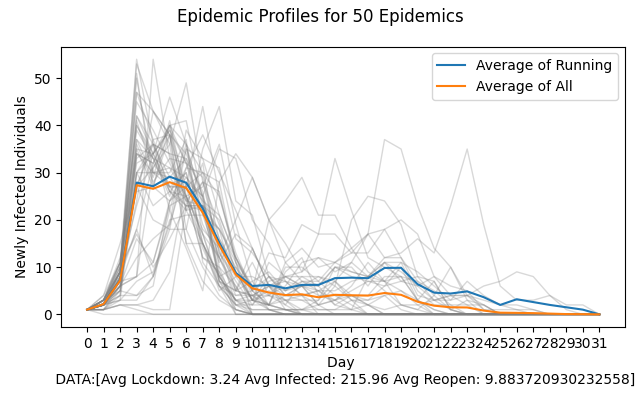 Epidemic Profiles for 50 Epidemics
Average of Running
Average of All
Newly Infected Individuals
50
40
30
20
10
0
0 1 2 3 4 5 6 7 8 9 10 11 12 13 14 15 16 17 18 19 20 21 22 23 24 25 26 27 28 29 30 31
Day
DATA:[Avg Lockdown: 3.24 Avg Infected: 215.96 Avg Reopen: 9.883720930232558]